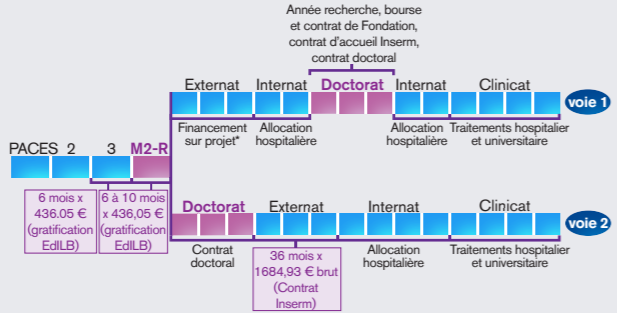 Année recherche, bourse
et contrat de Fondation,
contrat d'accueil Inserm,
contrat doctoral
Externat Internat Doctorat Internat Clinicat
voie 1
Financement
sur projet*
Allocation
hospitalière
Allocation
hospitalière
Traitements hospitalier
et universitaire
PACES 2 3 M2-R
6 mois x
436.05 €
(gratification
EdILB)
6 à 10 mois
x 436,05 €
(gratification
EdILB)
Doctorat Externat Internat Clinicat
voie 2
Contrat
doctoral
36 mois x
1684,93 € brut
(Contrat
Inserm)
Allocation
hospitalière
Traitements hospitalier
et universitaire